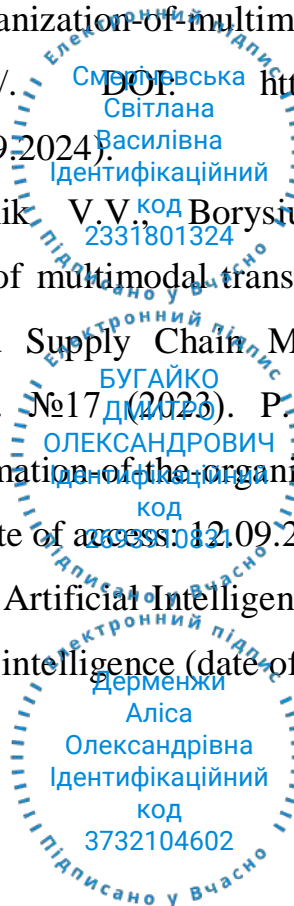 anization-of-multim
Електронний підпис
/. DOI: ht
Смерічевська
Світлана
Василівна
9.2024).
Ідентифікаційний
код
2331801324
nik V.V., Borysiu
Підписано у Вчасно
of multimodal trans
Електронний підпис
Supply Chain M
БУГАЙКО
ДМИТРО
ОЛЕКСАНДРОВИЧ
№17 (2023). P.
Ідентифікаційний
mation-of-the-organi
код
te of access: 12.09.2
Підписано у Вчасно
Artificial Intelligen
Електронний підпис
intelligence (date of
Дерменжи
Аліса
Олександрівна
Ідентифікаційний
код
3732104602
Підписано у Вчасно